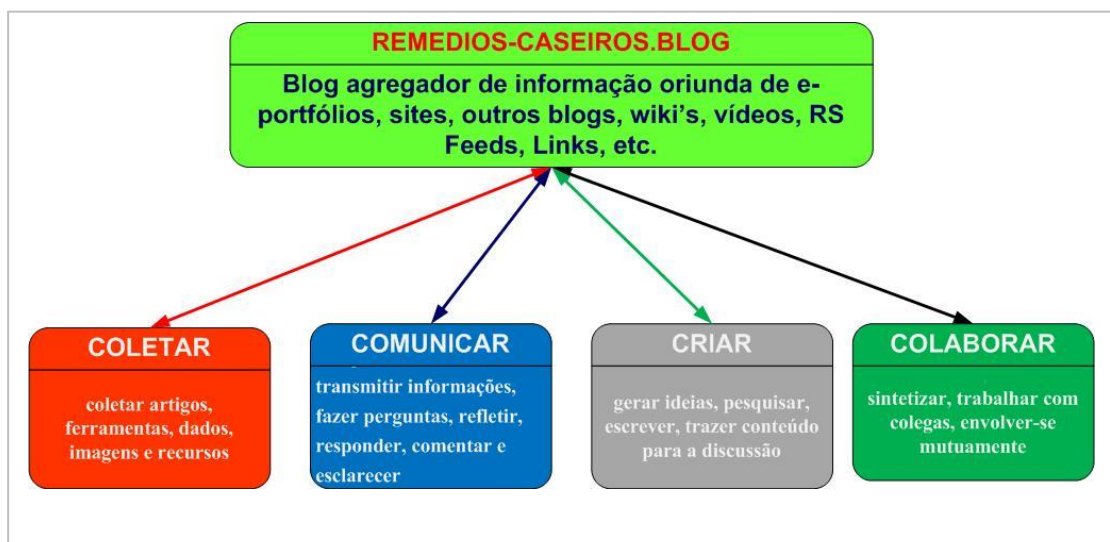 REMEDIOS-CASEIROS.BLOG
Blog agregador de informação oriunda de e-
portfólios, sites, outros blogs, wiki's, vídeos, RS
Feeds, Links, etc.
COLETAR
coletar artigos,
ferramentas, dados,
imagens e recursos
COMUNICAR
transmitir informações,
fazer perguntas, refletir,
responder, comentar e
esclarecer
CRIAR
gerar ideias, pesquisar,
escrever, trazer conteúdo
para a discussão
COLABORAR
sintetizar, trabalhar com
colegas, envolver-se
mutuamente